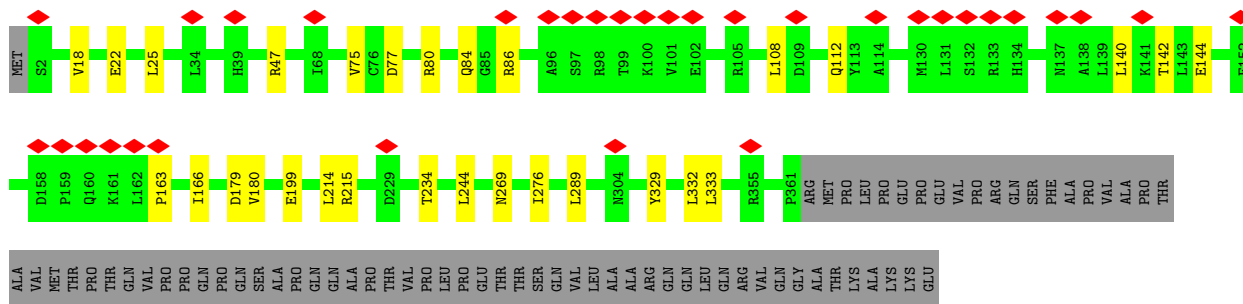 MET S2 V18 E22 L25 L34 H39 R47 I68 V75 C76 D77 R80 Q84 G85 R86 A96 S97 R98 T99 K100 V101 E102 R105 L108 D109 Q112 Y113 A114 M130 L131 S132 R133 H134 N137 A138 L139 L140 K141 T142 L143 E144
D158 P159 Q160 K161 L162 P163 I166 D179 V180 E199 L214 R215 D229 T234 L244 N269 I276 L289 N304 Y329 L332 L333 R355 P361 ARG MET PRO LEU PRO GLU PRO GLU GLU VAL PRO ARG GLN SER PHE ALA PRO VAL ALA PRO THR
ALA VAL MET THR PRO THR GLN VAL PRO PRO GLN PRO GLN SER ALA PRO GLN GLN ALA PRO THR VAL PRO LEU PRO GLU THR THR SER GLN VAL LEU ALA ALA ARG GLN GLN LEU GLN ARG VAL GLN GLY ALA THR LYS ALA LYS LYS GLU